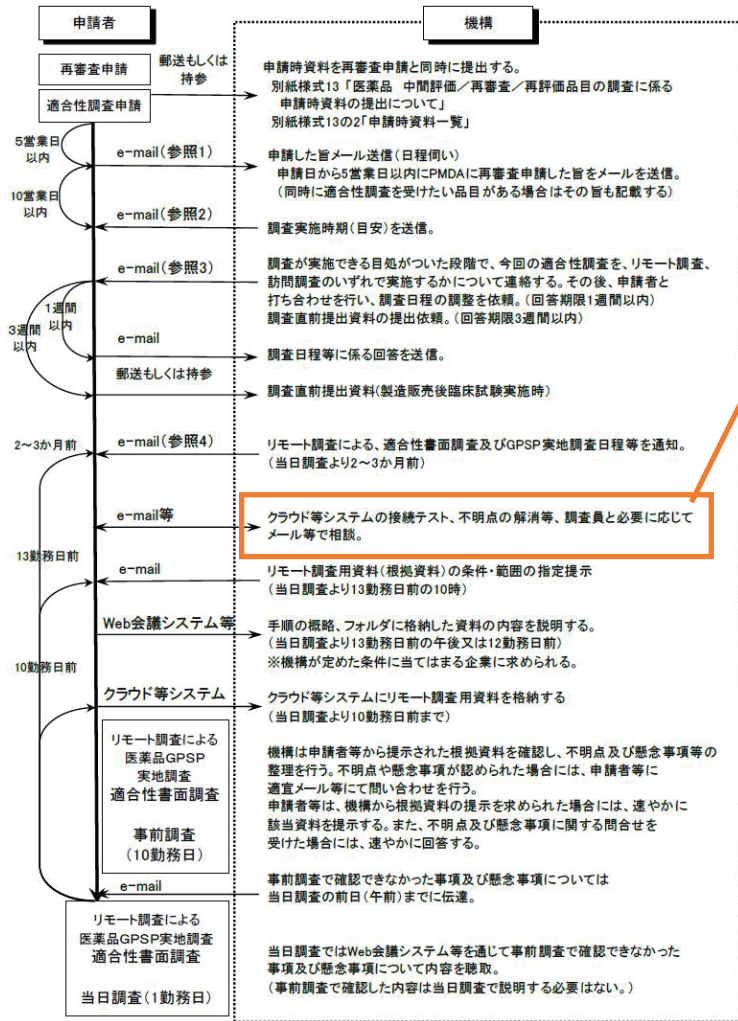 申請者
機構
再審査申請
適合性調査申請
郵送もしくは
持参
申請時資料を再審査申請と同時に提出する。
別紙様式13「医薬品 中間評価/再審査/再評価品目の調査に係る
申請時資料の提出について」
別紙様式13の2「申請時資料一覧」
5営業日
以内
e-mail(参照1)
申請した旨メール送信(日程伺い)
申請日から5営業日以内にPMDAに再審査申請した旨をメールを送信。
(同時に適合性調査を受けたい品目がある場合はその旨も記載する)
10営業日
以内
e-mail(参照2)
調査実施時期(目安)を送信。
e-mail(参照3)
調査が実施できる目処がついた段階で、今回の適合性調査を、リモート調査、
訪問調査のいずれで実施するかについて連絡する。その後、申請者と
打ち合わせを行い、調査日程の調整を依頼。(回答期限1週間以内)
調査直前提出資料の提出依頼。(回答期限3週間以内)
1週間
以内
3週間
以内
e-mail
調査日程等に係る回答を送信。
郵送もしくは持参
調査直前提出資料(製造販売後臨床試験実施時)
2~3か月前
e-mail(参照4)
リモート調査による、適合性書面調査及びGPSP実地調査日程等を通知。
(当日調査より2~3か月前)
e-mail等
クラウド等システムの接続テスト、不明点の解消等、調査員と必要に応じて
メール等で相談。
13勤務日前
e-mail
リモート調査用資料(根拠資料)の条件・範囲の指定提示
(当日調査より13勤務日前の10時)
Web会議システム等
手順の概略、フォルダに格納した資料の内容を説明する。
(当日調査より13勤務日前の午後又は12勤務日前)
※機構が定めた条件に当てはまる企業に求められる。
10勤務日前
クラウド等システム
クラウド等システムにリモート調査用資料を格納する
(当日調査より10勤務日前まで)
リモート調査による
医薬品GPSP
実地調査
適合性書面調査
事前調査
(10勤務日)
機構は申請者等から提示された根拠資料を確認し、不明点及び懸念事項等の
整理を行う。不明点や懸念事項が認められた場合には、申請者等に
適宜メール等にて問い合わせを行う。
申請者等は、機構から根拠資料の提示を求められた場合には、速やかに
該当資料を提示する。また、不明点及び懸念事項に関する問合せを
受けた場合には、速やかに回答する。
e-mail
事前調査で確認できなかった事項及び懸念事項については
当日調査の前日(午前)までに伝達。
リモート調査による
医薬品GPSP実地調査
適合性書面調査
当日調査(1勤務日)
当日調査ではWeb会議システム等を通じて事前調査で確認できなかった
事項及び懸念事項について内容を聴取。
(事前調査で確認した内容は当日調査で説明する必要はない。)